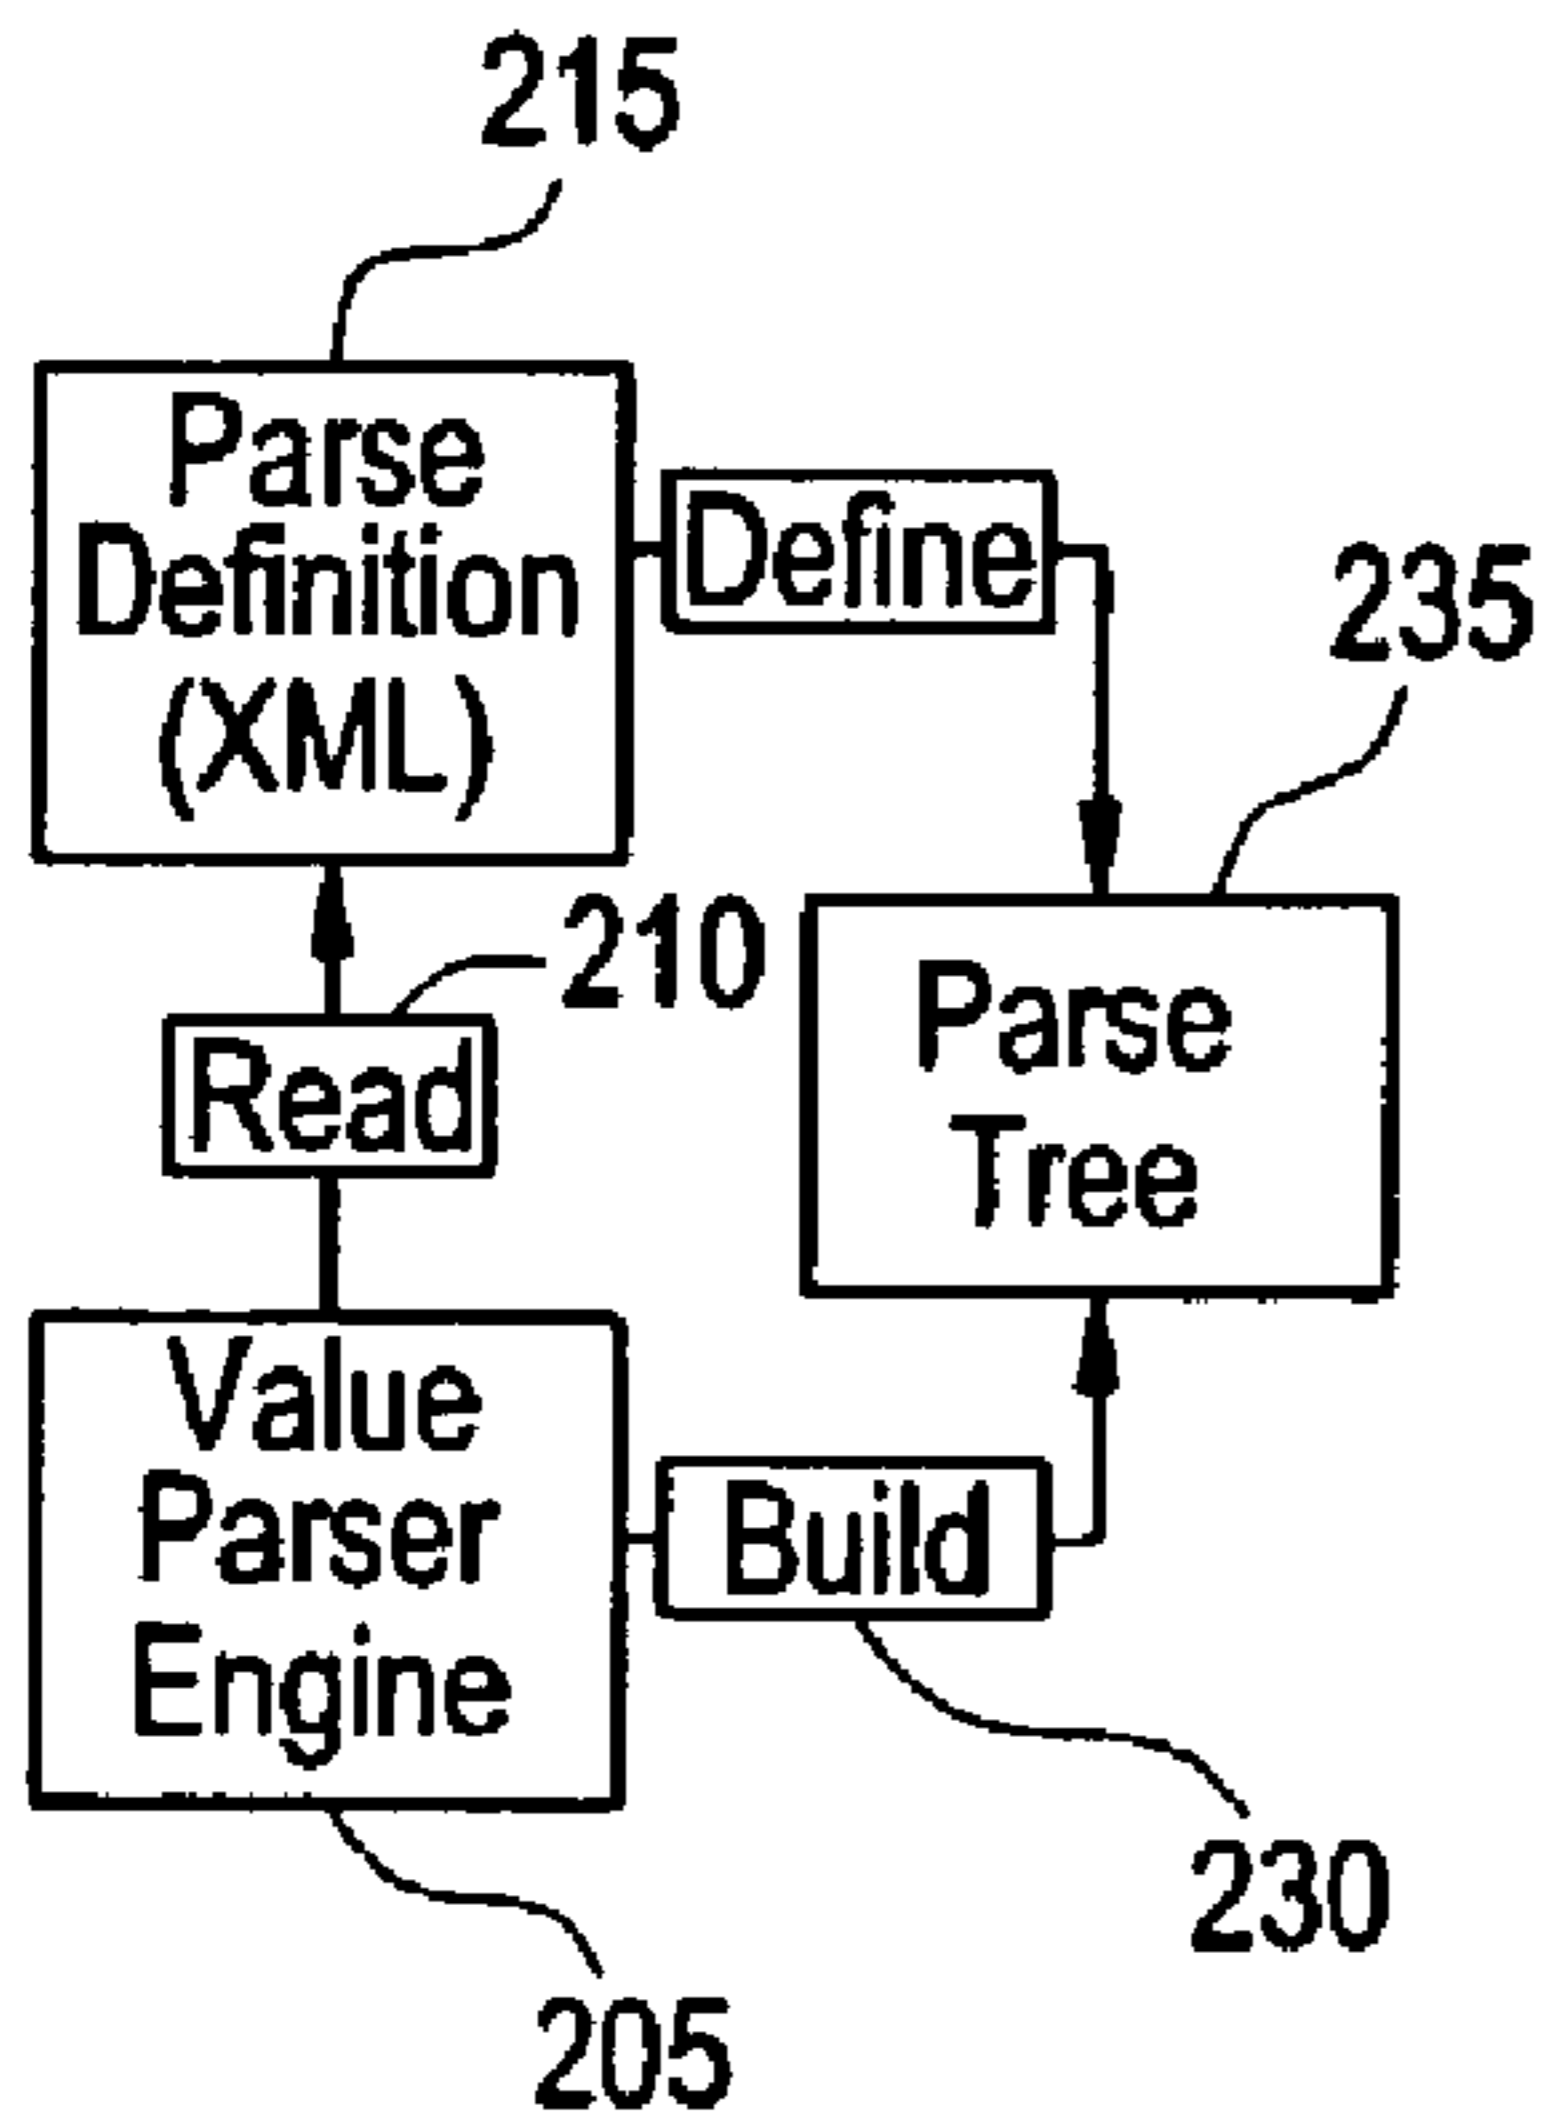 215
Parse
Definition
(XML)
Define
235
210
Read
Parse
Tree
Value
Parser
Engine
Build
230
205